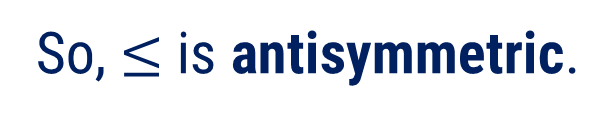 So, ≤ is antisymmetric.